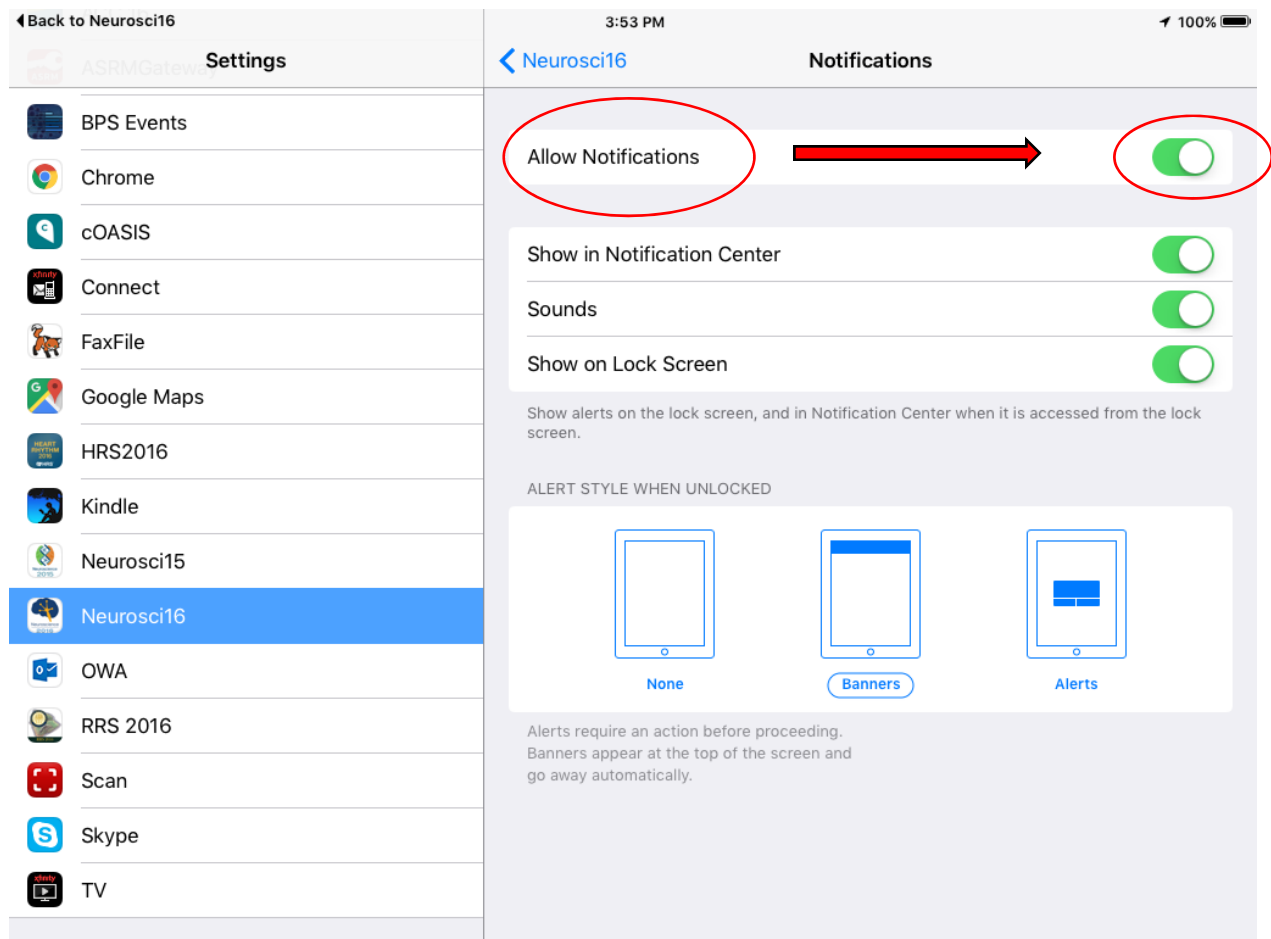 Back to Neurosci16
3:53 PM
100%
Settings
ASRMGateway
BPS Events
Chrome
cOASIS
Connect
FaxFile
Google Maps
HRS2016
Kindle
Neurosci15
Neurosci16
OWA
RRS 2016
Scan
Skype
TV
Neurosci16
Notifications
Allow Notifications
Show in Notification Center
Sounds
Show on Lock Screen
Show alerts on the lock screen, and in Notification Center when it is accessed from the lock
screen.
ALERT STYLE WHEN UNLOCKED
None
Banners
Alerts
Alerts require an action before proceeding.
Banners appear at the top of the screen and
go away automatically.